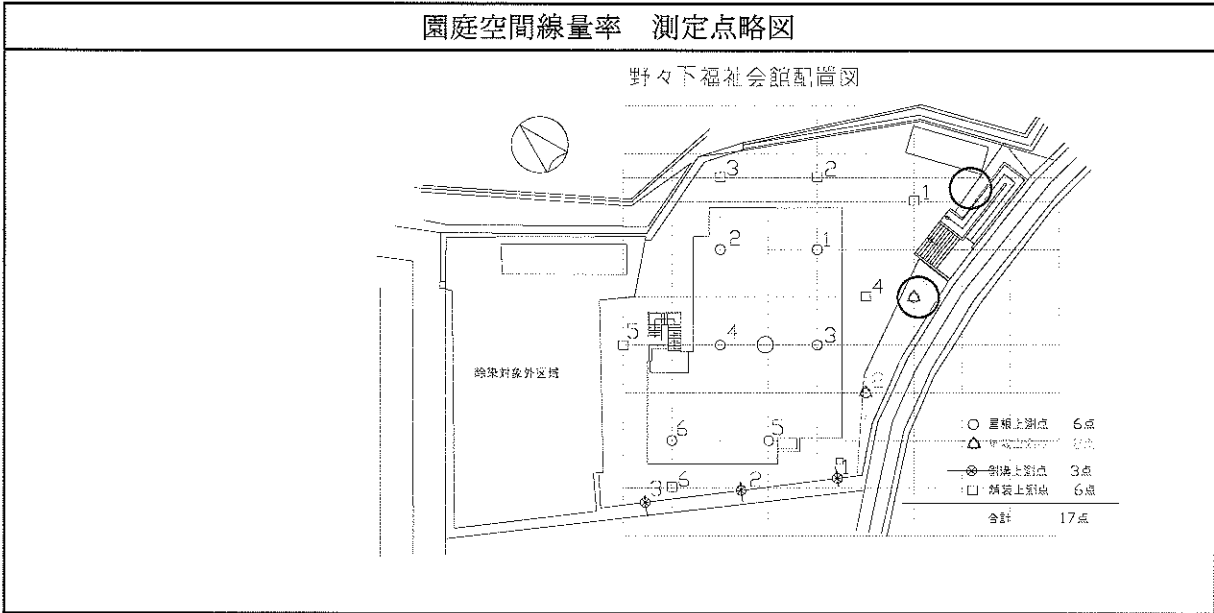 園庭空間線量率 測定点略図
野々下福祉会館配置図
3
2
1
2
1
4
5
4
3
2
6
5
1
6
3
2
除染対象外区域
屋根上測点 6点
側溝上測点 3点
舗装上測点 6点
合計 17点